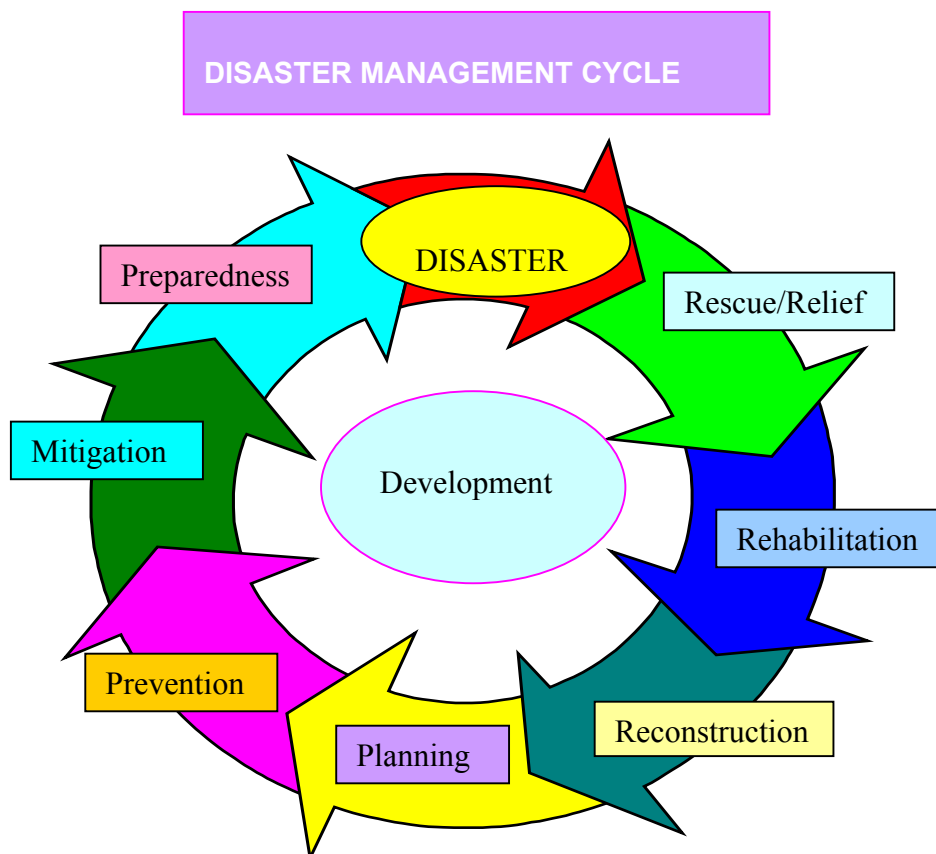 DISASTER MANAGEMENT CYCLE
DISASTER
Preparedness
Rescue/Relief
Mitigation
Development
Rehabilitation
Prevention
Reconstruction
Planning